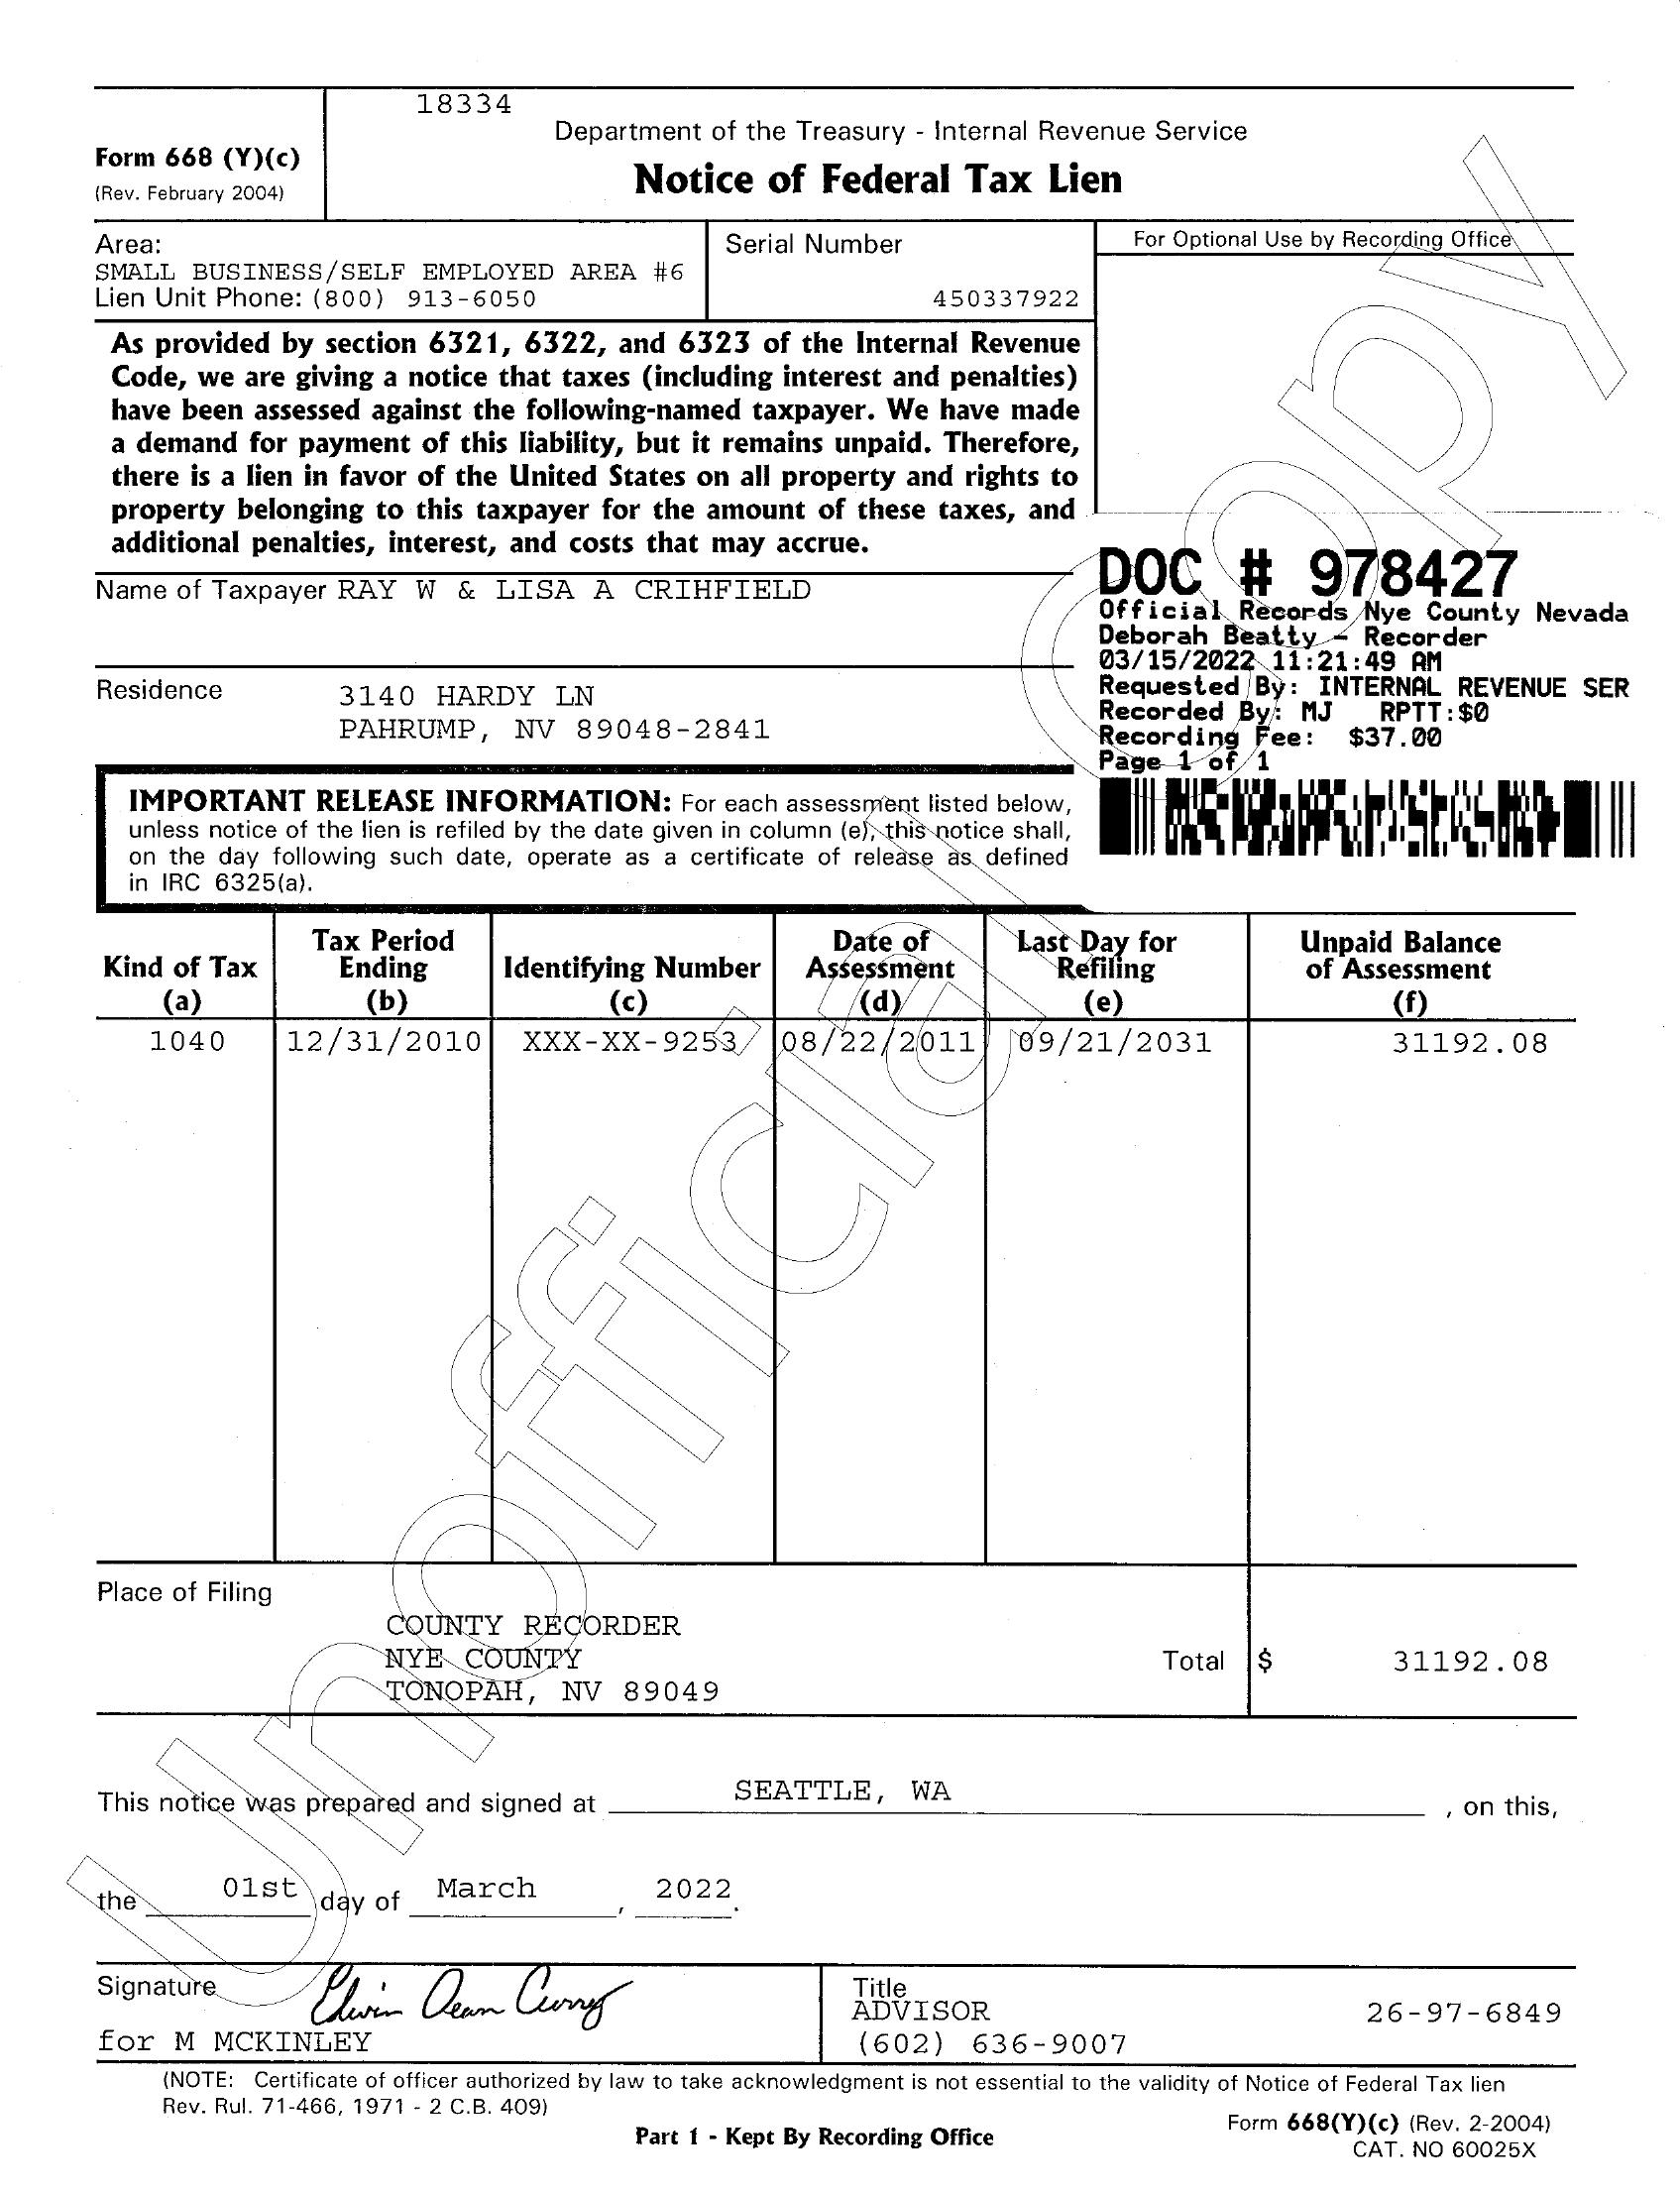 18334
Form 668 (Y)(c)
(Rev. February 2004)
Department of the Treasury - Internal Revenue Service
Notice of Federal Tax Lien
Area:
SMALL BUSINESS/SELF EMPLOYED AREA #6
Lien Unit Phone: (800) 913-6050
Serial Number
450337922
For Optional Use by Recording Office
As provided by section 6321, 6322, and 6323 of the Internal Revenue
Code, we are giving a notice that taxes (including interest and penalties)
have been assessed against the following-named taxpayer. We have made
a demand for payment of this liability, but it remains unpaid. Therefore,
there is a lien in favor of the United States on all property and rights to
property belonging to this taxpayer for the amount of these taxes, and
additional penalties, interest, and costs that may accrue.
DOC # 978427
Official Records Nye County Nevada
Deborah Beatty - Recorder
03/15/2022 11:21:49 AM
Requested By: INTERNAL REVENUE SER
Recorded By: MJ RPTT:$0
Recording Fee: $37.00
Page 1 of 1
Name of Taxpayer RAY W & LISA A CRIHFIELD
Residence
3140 HARDY LN
PAHRUMP, NV 89048-2841
IMPORTANT RELEASE INFORMATION: For each assessment listed below,
unless notice of the lien is refiled by the date given in column (e), this notice shall,
on the day following such date, operate as a certificate of release as defined
in IRC 6325(a).
Kind of Tax (a)
Tax Period Ending (b)
Identifying Number (c)
Date of Assessment (d)
Last Day for Refiling (e)
Unpaid Balance of Assessment (f)
1040 12/31/2010 XXX-XX-9253 08/22/2011 09/21/2031 31192.08
Place of Filing
COUNTY RECORDER
NYE COUNTY
TONOPAH, NV 89049
Total $ 31192.08
This notice was prepared and signed at SEATTLE, WA , on this,
the 01st day of March , 2022.
Signature
Edwin Dean Curry
for M MCKINLEY
Title
ADVISOR
(602) 636-9007
26-97-6849
(NOTE: Certificate of officer authorized by law to take acknowledgment is not essential to the validity of Notice of Federal Tax lien
Rev. Rul. 71-466, 1971 - 2 C.B. 409)
Part 1 - Kept By Recording Office
Form 668(Y)(c) (Rev. 2-2004)
CAT. NO 60025X
Unofficial Copy